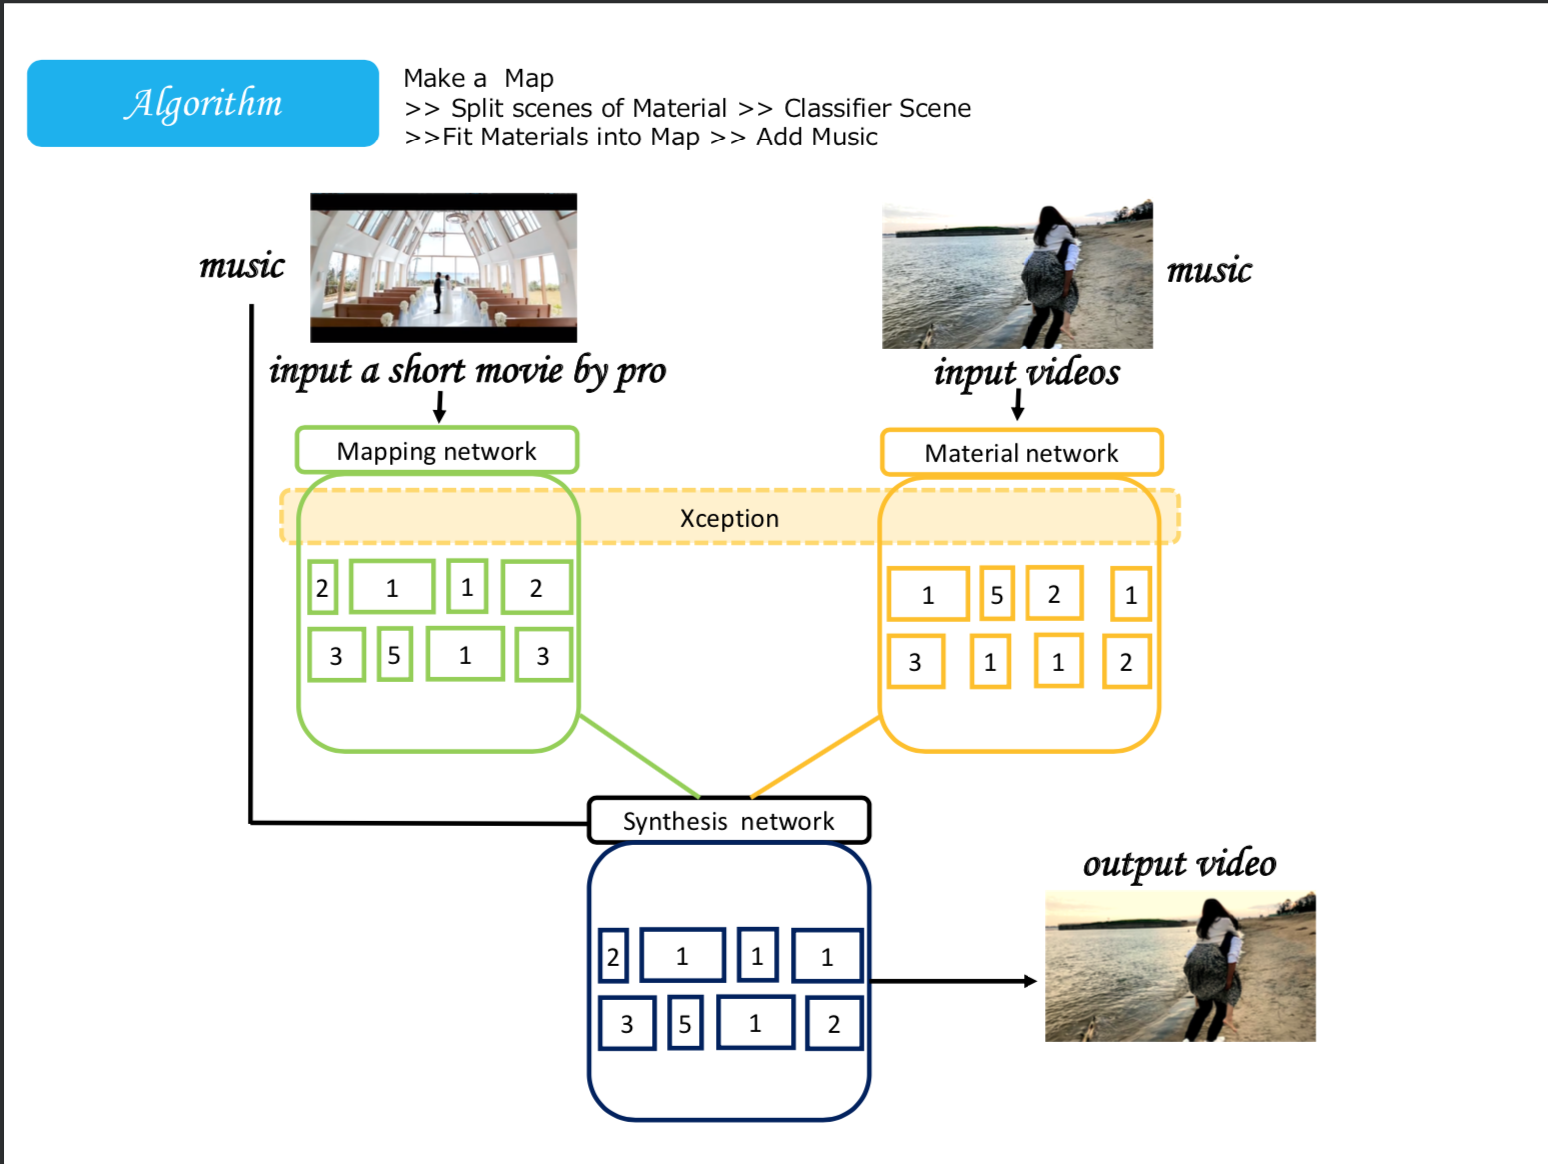 Algorithm
Make a  Map
>> Split scenes of Material >> Classifier Scene
>>Fit Materials into Map >> Add Music
music
input a short movie by pro
music
input videos
Mapping network
Material network
Xception
2 1 1 2
3 5 1 3
1 5 2 1
3 1 1 2
Synthesis  network
2 1 1 1
3 5 1 2
output video